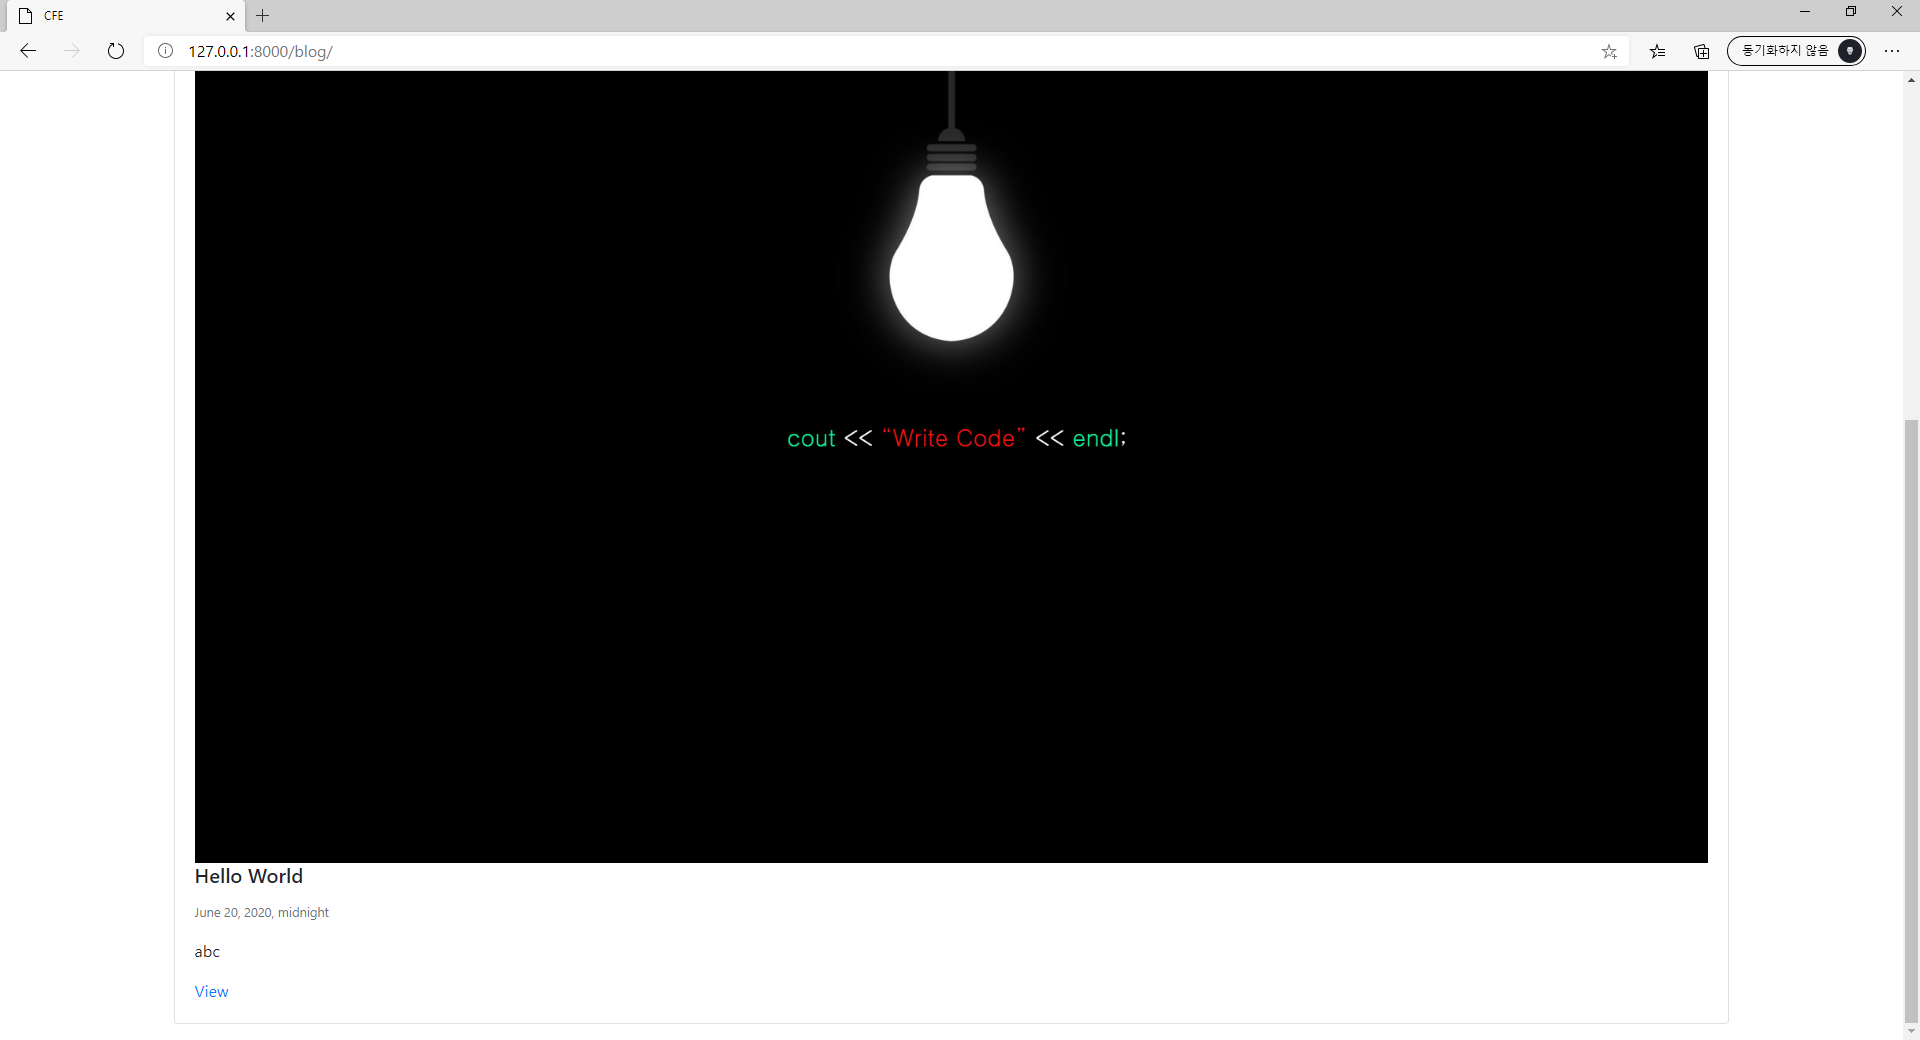 CFE
127.0.0.1:8000/blog/
동기화하지 않음
cout << “Write Code” << endl;
Hello World
June 20, 2020, midnight
abc
View